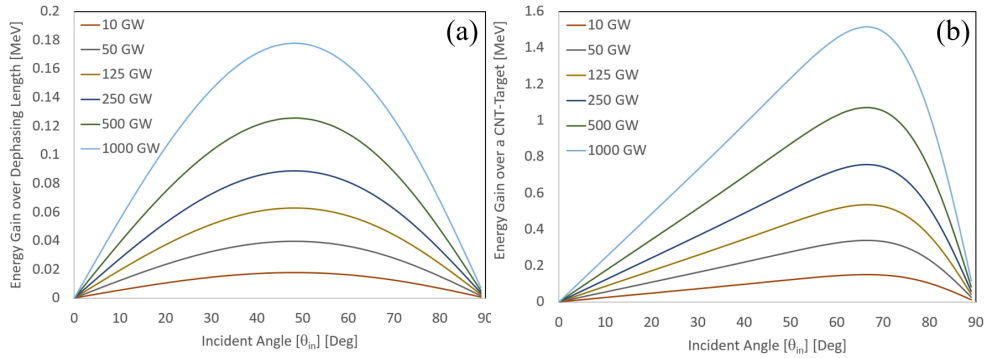 (a)
Energy Gain over Dephasing Length [MeV]
0.2
0.18
0.16
0.14
0.12
0.1
0.08
0.06
0.04
0.02
0
10 GW
50 GW
125 GW
250 GW
500 GW
1000 GW
0 10 20 30 40 50 60 70 80 90
Incident Angle [θin] [Deg]
(b)
Energy Gain over a CNT-Target [MeV]
1.6
1.4
1.2
1
0.8
0.6
0.4
0.2
0
10 GW
50 GW
125 GW
250 GW
500 GW
1000 GW
0 10 20 30 40 50 60 70 80 90
Incident Angle [θin] [Deg]